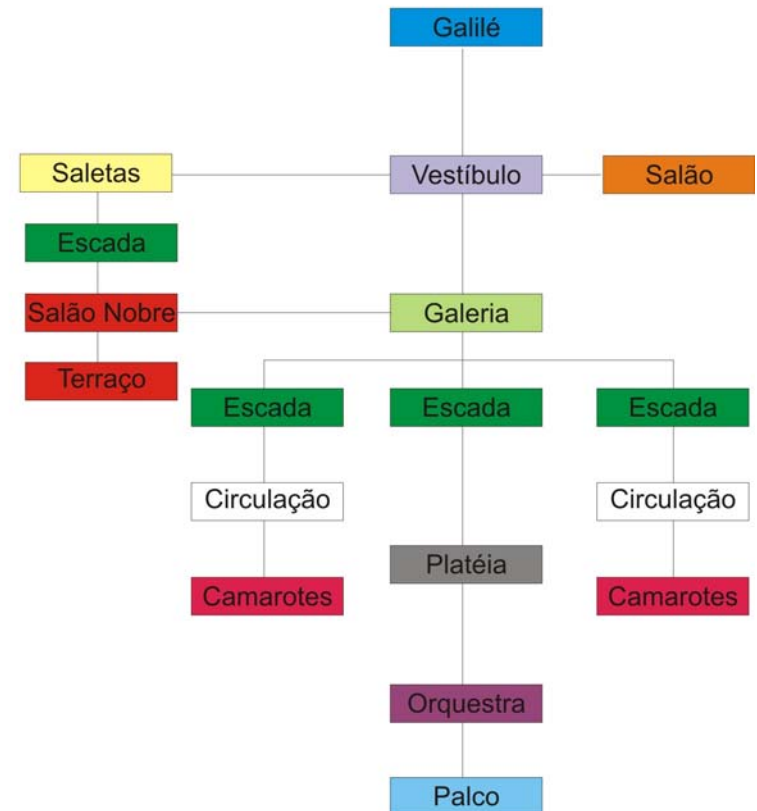 Galilé
Saletas
Vestíbulo
Salão
Escada
Salão Nobre
Galeria
Terraço
Escada
Escada
Escada
Circulação
Circulação
Platéia
Camarotes
Camarotes
Orquestra
Palco